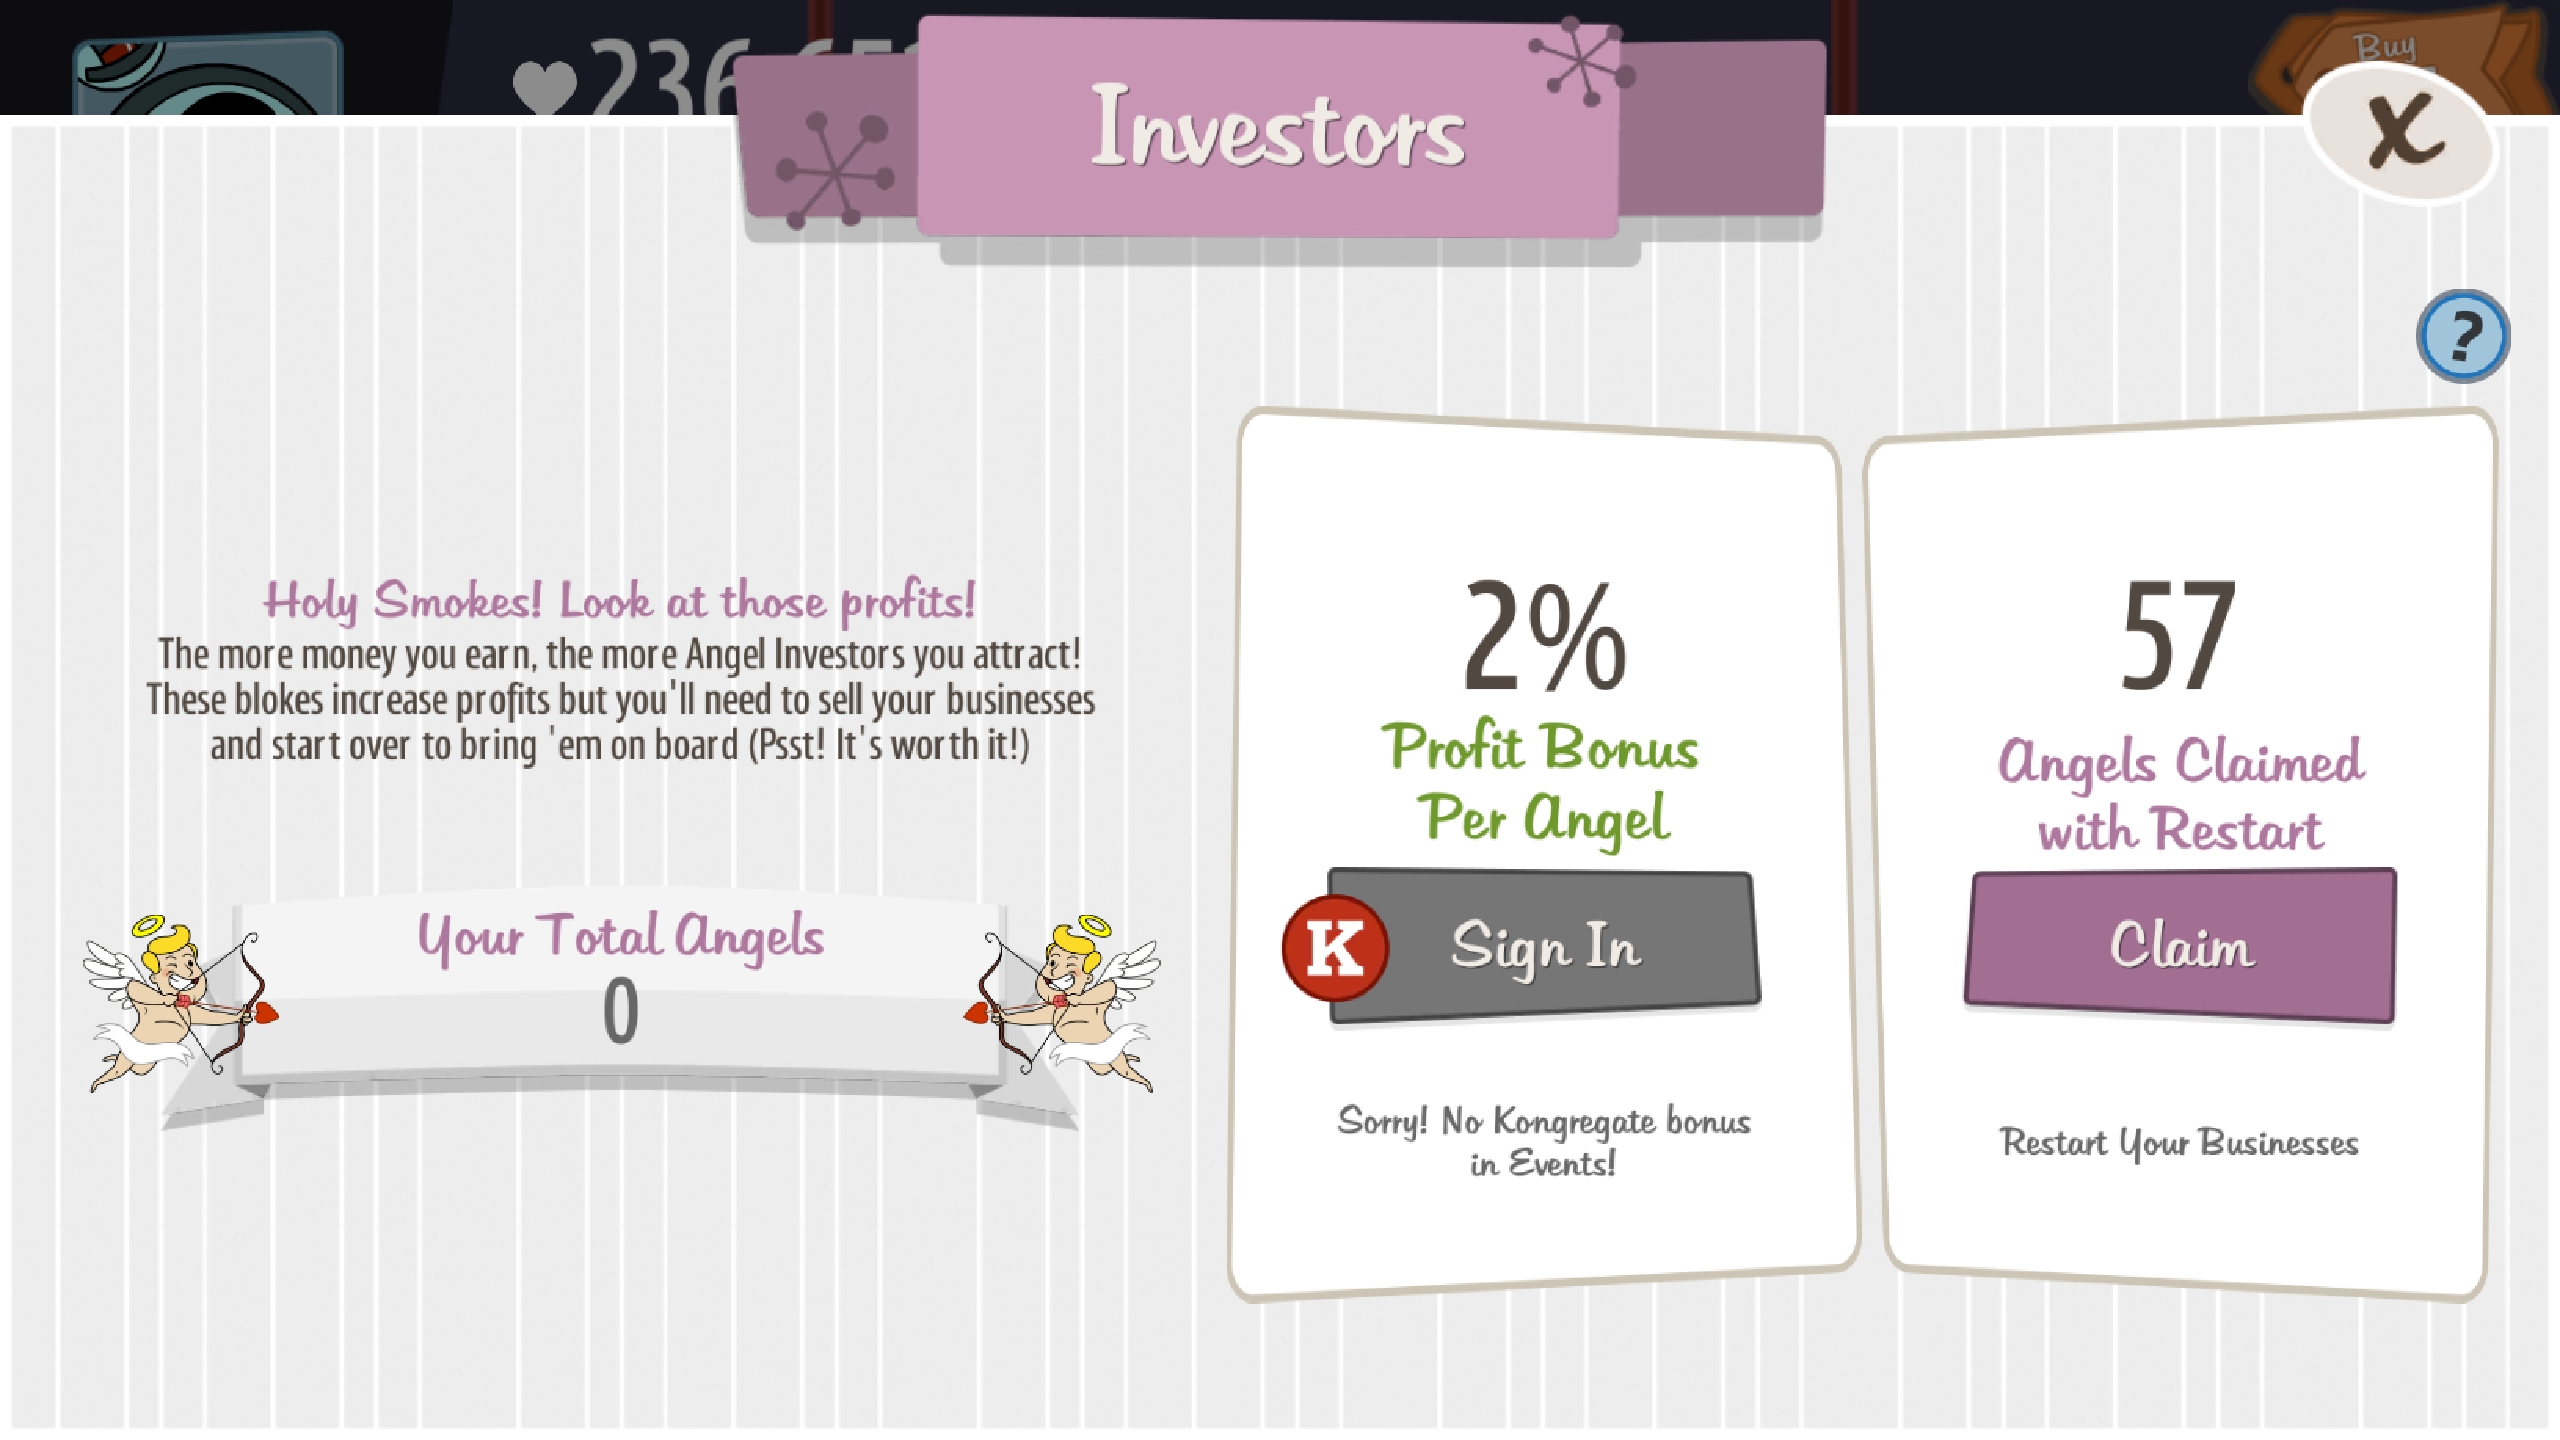 236
Buy
Investors
X
?
Holy Smokes! Look at those profits!
The more money you earn, the more Angel Investors you attract!
These blokes increase profits but you'll need to sell your businesses
and start over to bring 'em on board (Psst! It's worth it!)
Your Total Angels
0
2%
Profit Bonus
Per Angel
K
Sign In
Sorry! No Kongregate bonus
in Events!
57
Angels Claimed
with Restart
Claim
Restart Your Businesses